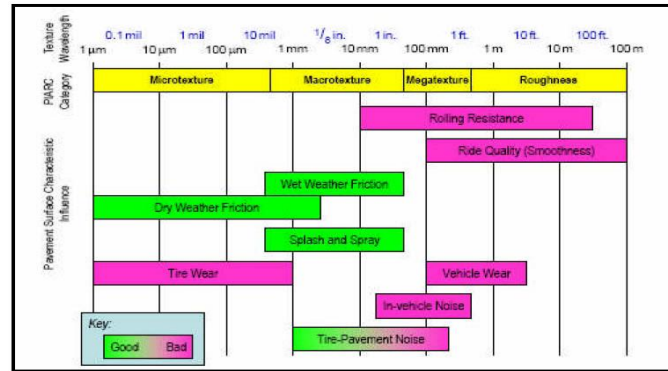 Texture Wavelength
0.1 mil 1 mil 10 mil 1/8 in. 1 in. 1 ft. 10 ft. 100 ft.
1 µm 10 µm 100 µm 1 mm 10 mm 100 mm 1 m 10 m 100 m
PIARC Category
Microtexture Macrotexture Megatexture Roughness
Pavement Surface Characteristic Influence
Rolling Resistance
Ride Quality (Smoothness)
Wet Weather Friction
Dry Weather Friction
Splash and Spray
Tire Wear Vehicle Wear
In-vehicle Noise
Tire-Pavement Noise
Key:
Good Bad